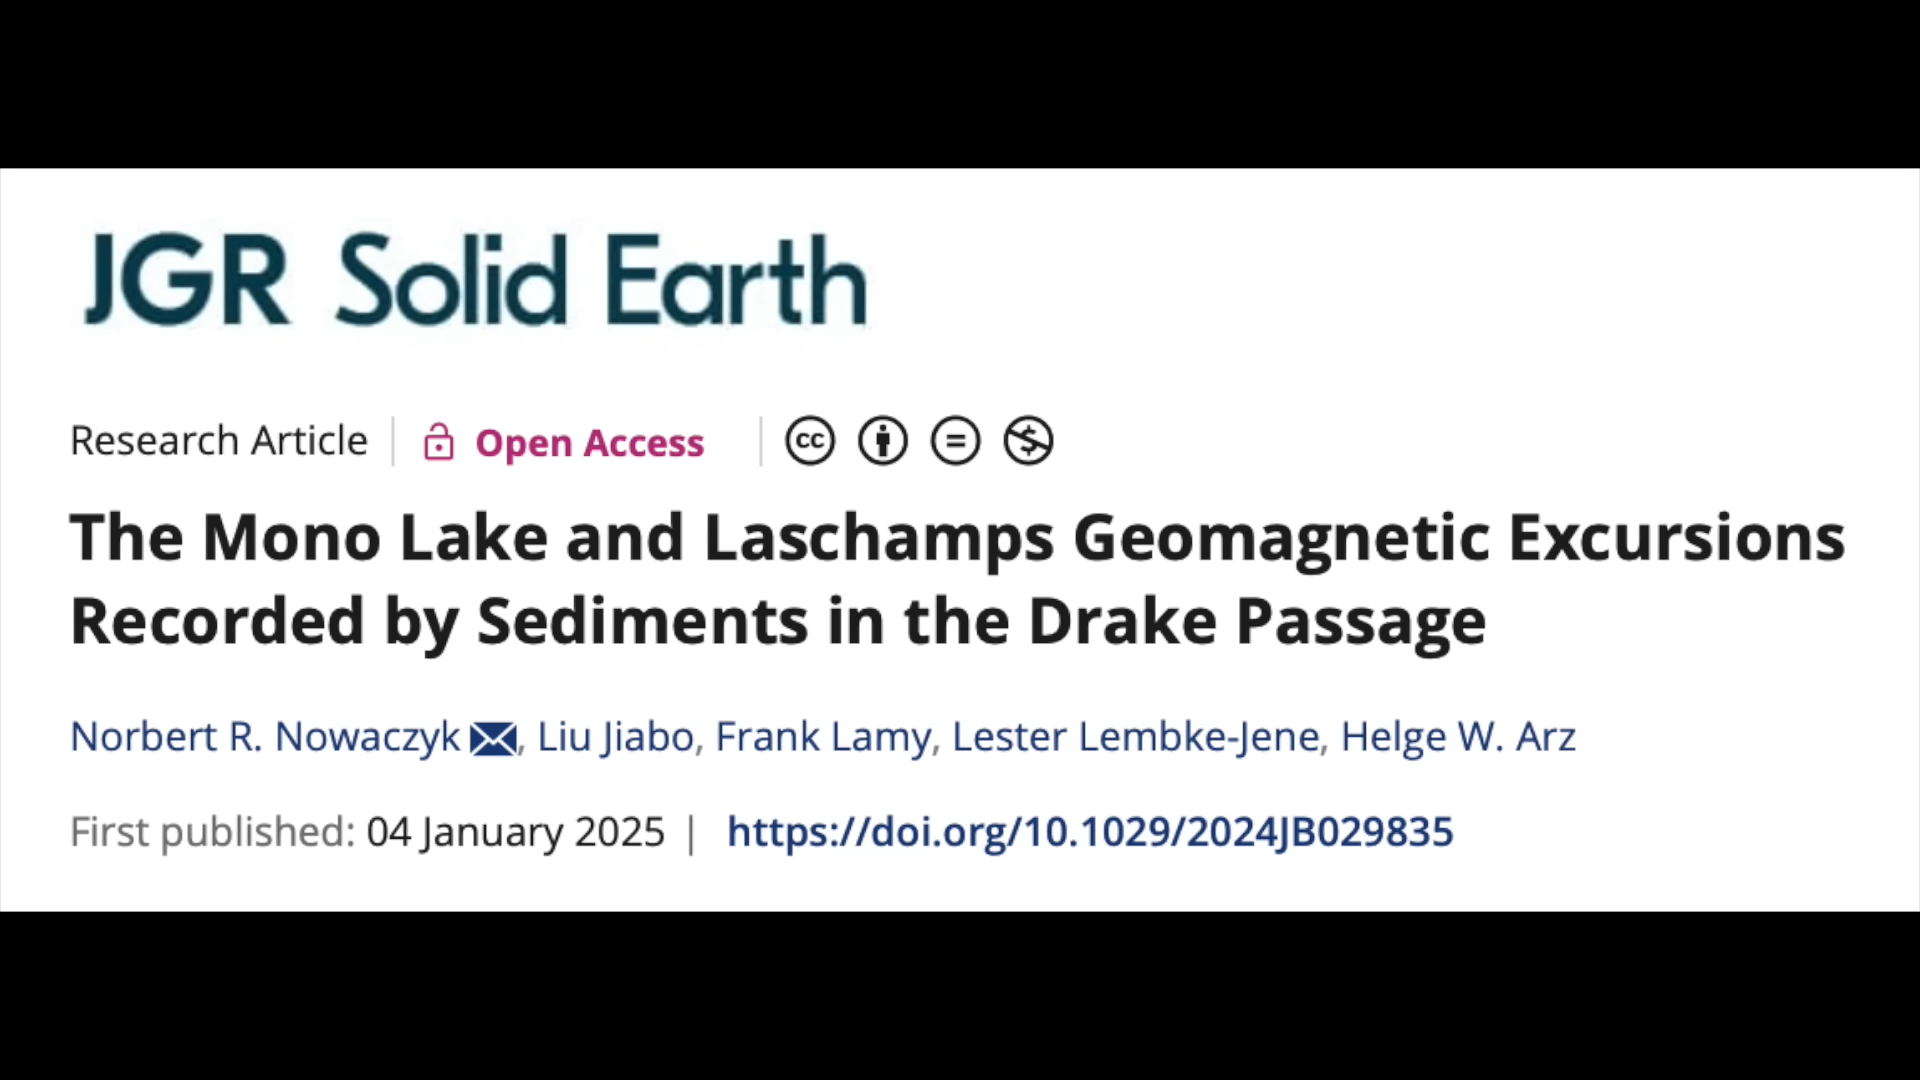 JGR Solid Earth
Research Article | Open Access | cc
The Mono Lake and Laschamps Geomagnetic Excursions
Recorded by Sediments in the Drake Passage
Norbert R. Nowaczyk, Liu Jiabo, Frank Lamy, Lester Lembke-Jene, Helge W. Arz
First published: 04 January 2025 | https://doi.org/10.1029/2024JB029835